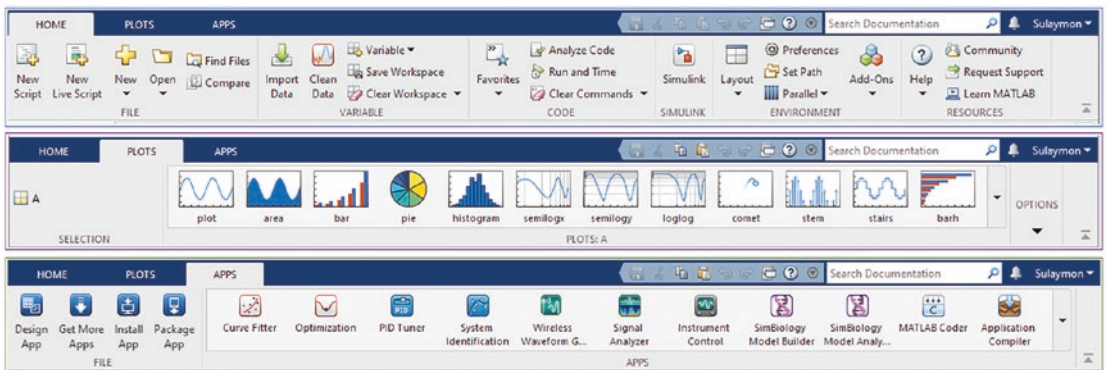 HOME PLOTS APPS Search Documentation Sulaymon
New Script New Live Script New Open Find Files Compare Import Data Clean Data Variable Save Workspace Clear Workspace Favorites Analyze Code Run and Time Clear Commands Simulink Layout Preferences Set Path Parallel Add-Ons Help Community Request Support Learn MATLAB
FILE VARIABLE CODE SIMULINK ENVIRONMENT RESOURCES
HOME PLOTS APPS Search Documentation Sulaymon
A
plot area bar pie histogram semilogx semilogy loglog comet stem stairs barh OPTIONS
SELECTION PLOTS: A
HOME PLOTS APPS Search Documentation Sulaymon
Design App Get More Apps Install App Package App Curve Fitter Optimization PID PID Tuner System Identification Wireless Waveform G... Signal Analyzer Instrument Control SimBiology Model Builder SimBiology Model Analy... C MATLAB Coder Application Compiler
FILE APPS